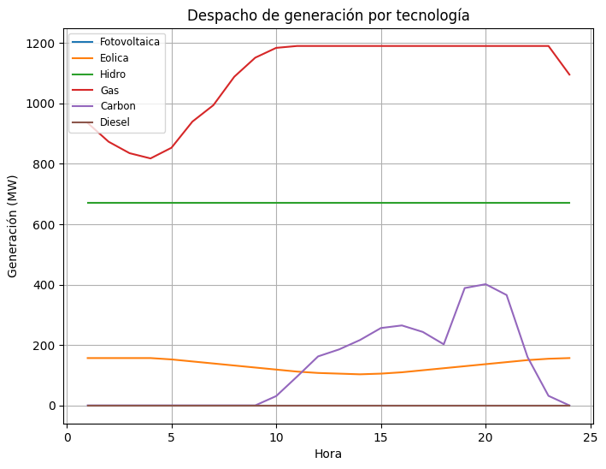 Despacho de generación por tecnología
Fotovoltaica
Eolica
Hidro
Gas
Carbon
Diesel
Generación (MW)
1200
1000
800
600
400
200
0
0
5
10
15
20
25
Hora